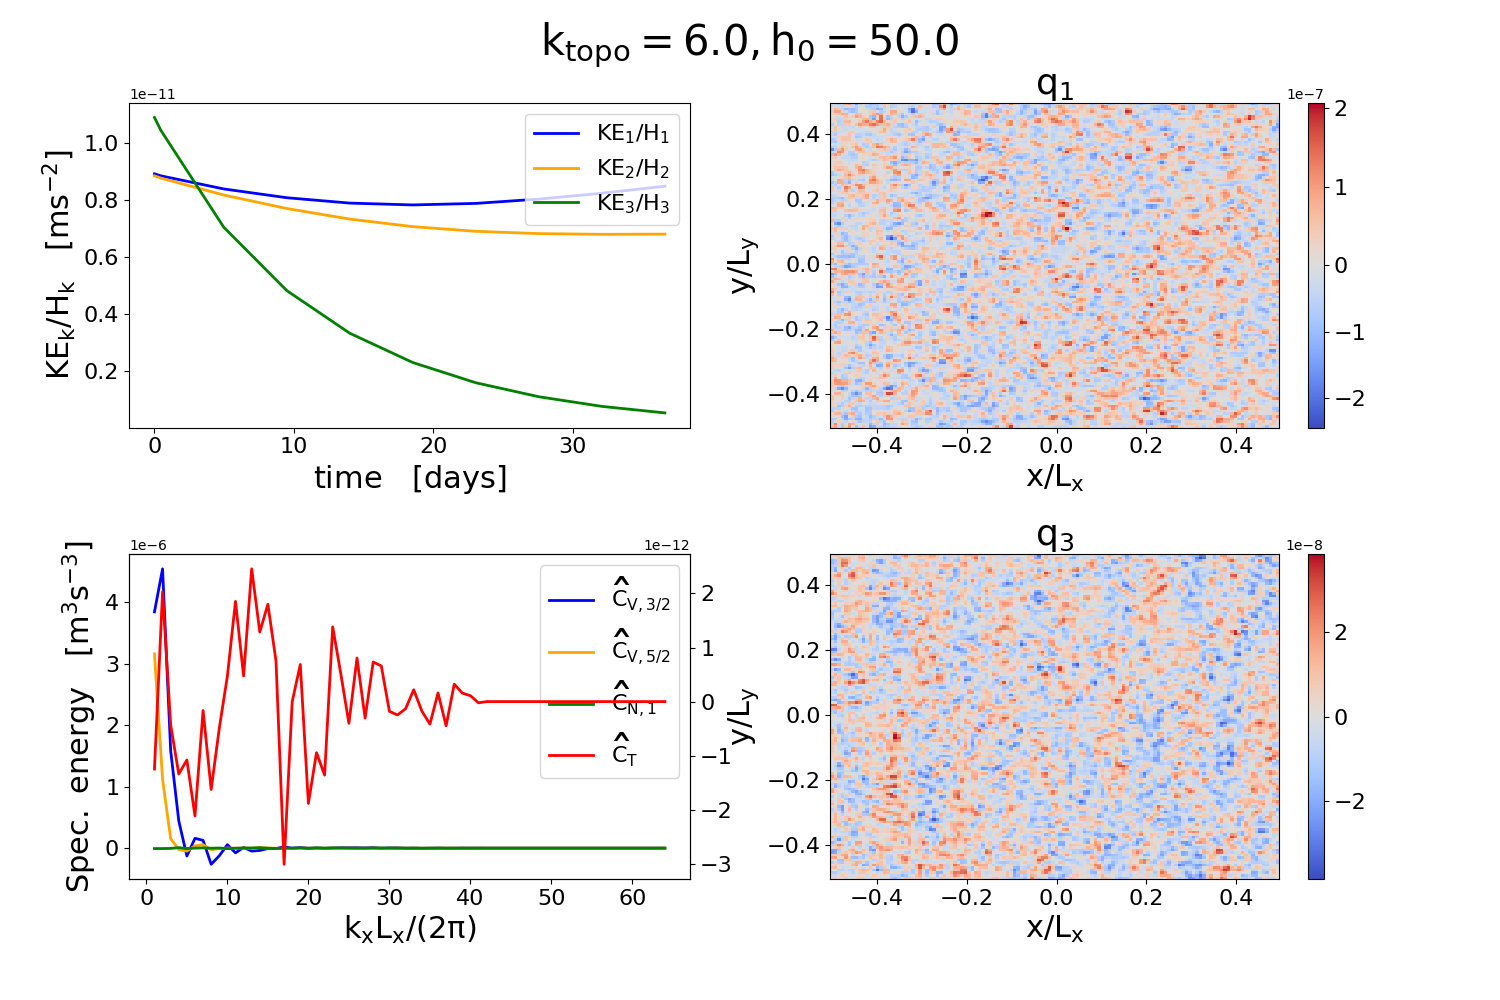 k_topo = 6.0, h_0 = 50.0
1e−11
KE_k/H_k [ms^−2]
1.0
0.8
0.6
0.4
0.2
KE_1/H_1
KE_2/H_2
KE_3/H_3
0 10 20 30
time [days]
q_1
1e−7
y/L_y
0.4
0.2
0.0
−0.2
−0.4
−0.4 −0.2 0.0 0.2 0.4
x/L_x
2
1
0
−1
−2
1e−6
1e−12
Spec. energy [m^3s^−3]
4
3
2
1
0
Ĉ_V,3/2
Ĉ_V,5/2
Ĉ_N,1
Ĉ_T
2
1
0
−1
−2
−3
0 10 20 30 40 50 60
k_xL_x/(2π)
q_3
1e−8
y/L_y
0.4
0.2
0.0
−0.2
−0.4
−0.4 −0.2 0.0 0.2 0.4
x/L_x
2
0
−2